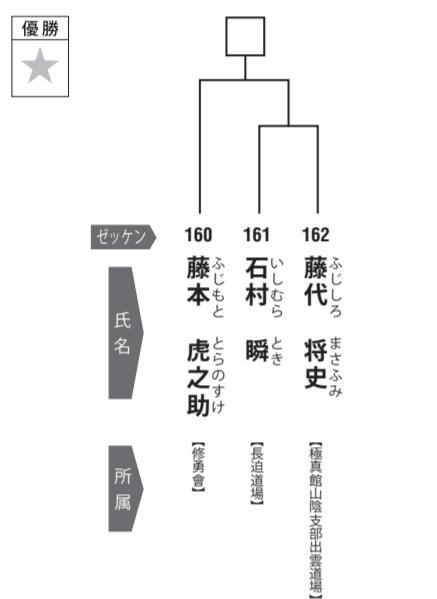 優勝
ゼッケン
160
161
162
氏名
藤本 虎之助
ふじもと とらのすけ
石村 瞬
いしむら とき
藤代 将史
ふじしろ まさふみ
所属
【修勇會】
【長迫道場】
【極真館山陰支部出雲道場】